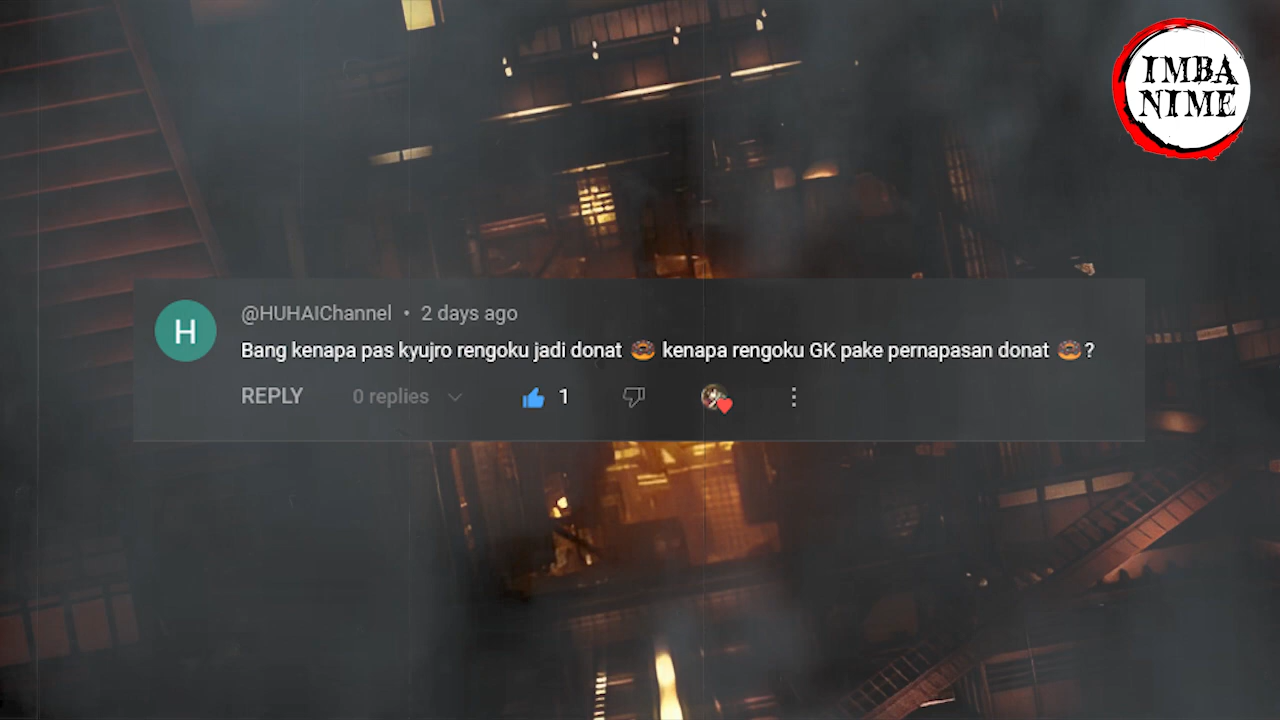 IMBA
NIME
@HUHAIChannel • 2 days ago
Bang kenapa pas kyujro rengoku jadi donat 🍩 kenapa rengoku GK pake pernapasan donat 🍩?
REPLY 0 replies 1
H